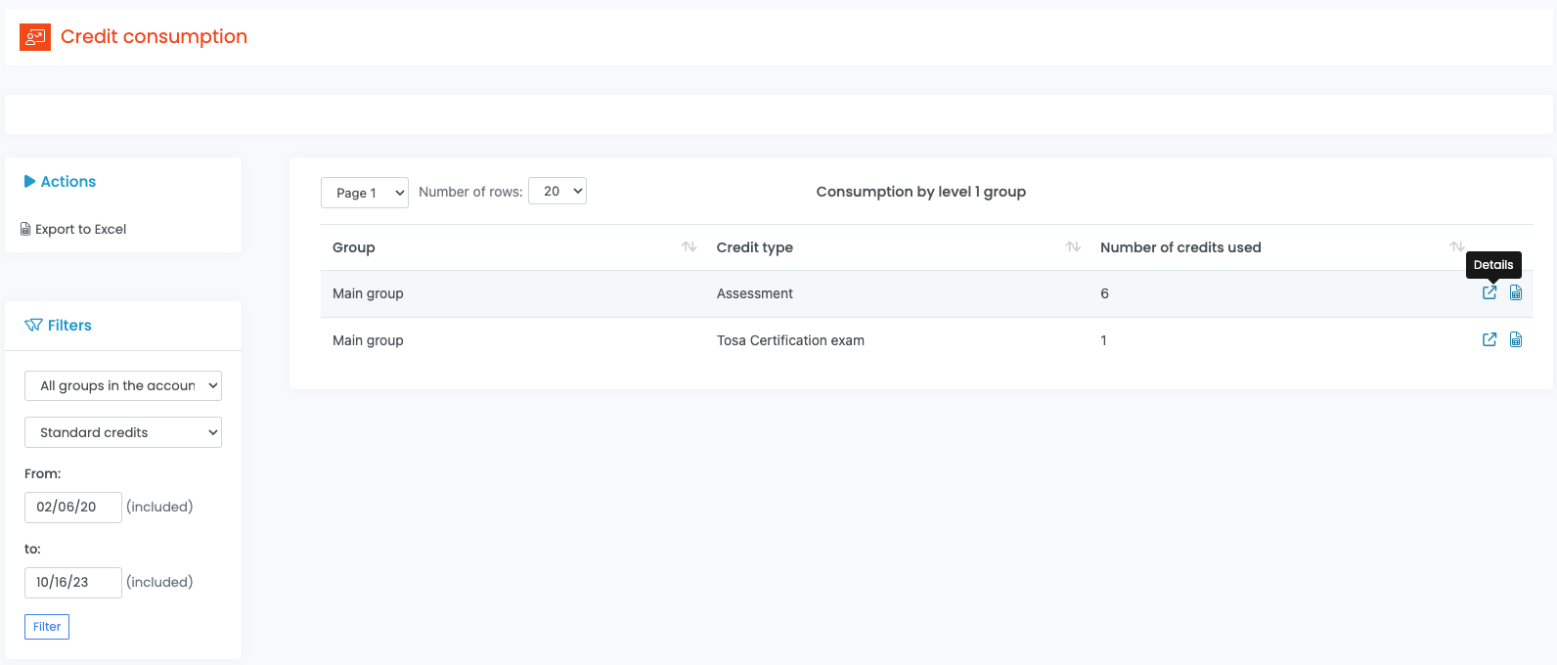 Credit consumption
Actions
Export to Excel
Filters
All groups in the accoun
Standard credits
From:
02/06/20 (included)
to:
10/16/23 (included)
Filter
Page 1 Number of rows: 20 Consumption by level 1 group
Group Credit type Number of credits used
Details
Main group Assessment 6
Main group Tosa Certification exam 1